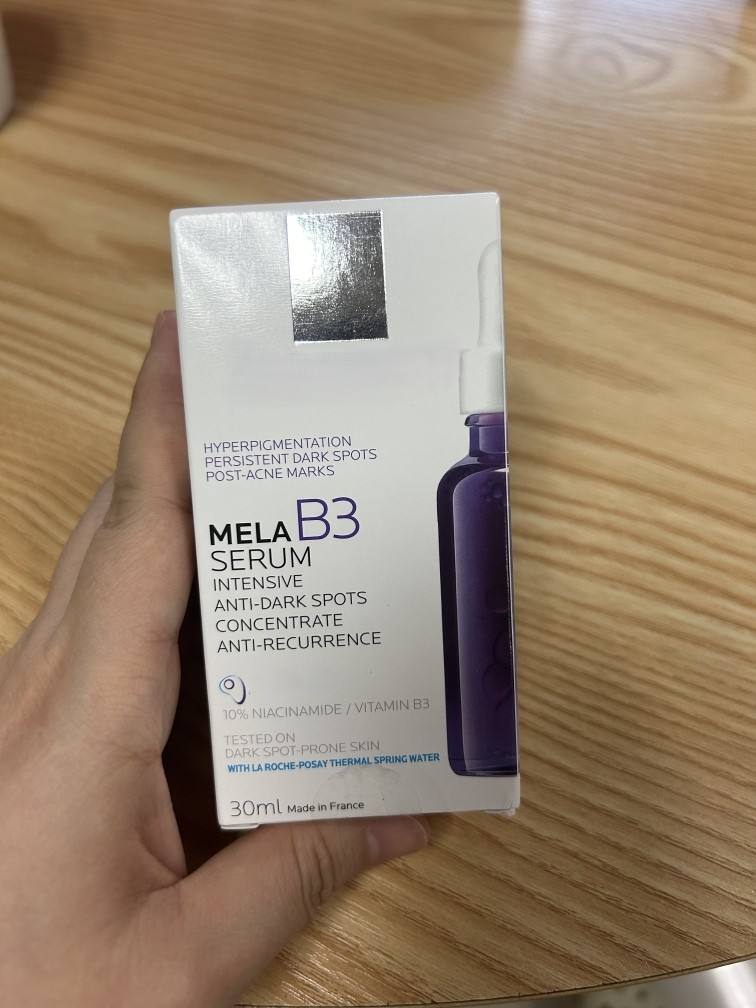 HYPERPIGMENTATION
PERSISTENT DARK SPOTS
POST-ACNE MARKS
MELA B3
SERUM
INTENSIVE
ANTI-DARK SPOTS
CONCENTRATE
ANTI-RECURRENCE
10% NIACINAMIDE / VITAMIN B3
TESTED ON
DARK SPOT-PRONE SKIN
WITH LA ROCHE-POSAY THERMAL SPRING WATER
30ml Made in France